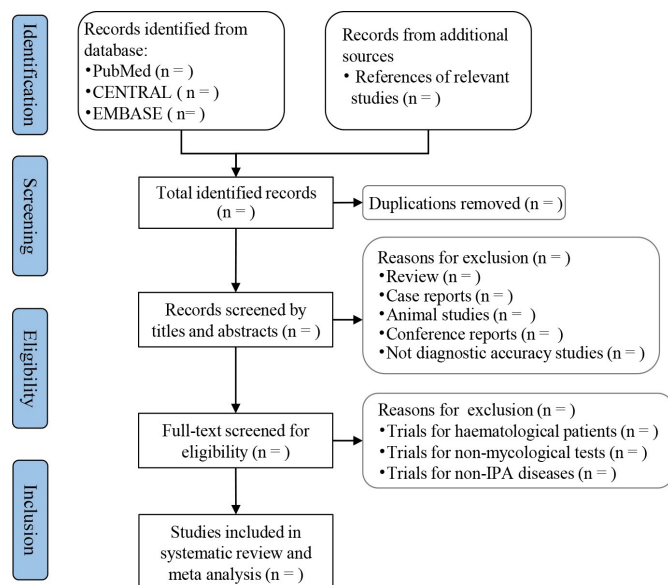 Identification
Records identified from
database:
•PubMed (n = )
•CENTRAL ( n = )
•EMBASE ( n= )
Records from additional
sources
• References of relevant
studies (n = )
Screening
Total identified records
(n = )
Duplications removed (n = )
Records screened by
titles and abstracts (n = )
Reasons for exclusion (n = )
•Review (n = )
•Case reports (n = )
•Animal studies (n = )
•Conference reports (n = )
•Not diagnostic accuracy studies (n = )
Eligibility
Full-text screened for
eligibility (n = )
Reasons for exclusion (n = )
•Trials for haematological patients (n = )
•Trials for non-mycological tests (n = )
•Trials for non-IPA diseases (n = )
Inclusion
Studies included in
systematic review and
meta analysis (n = )